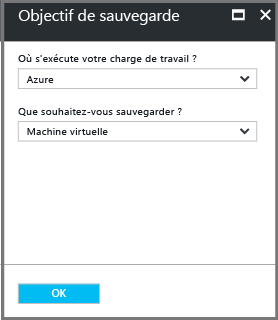 Objectif de sauvegarde
Où s'exécute votre charge de travail ?
Azure
Que souhaitez-vous sauvegarder ?
Machine virtuelle
OK